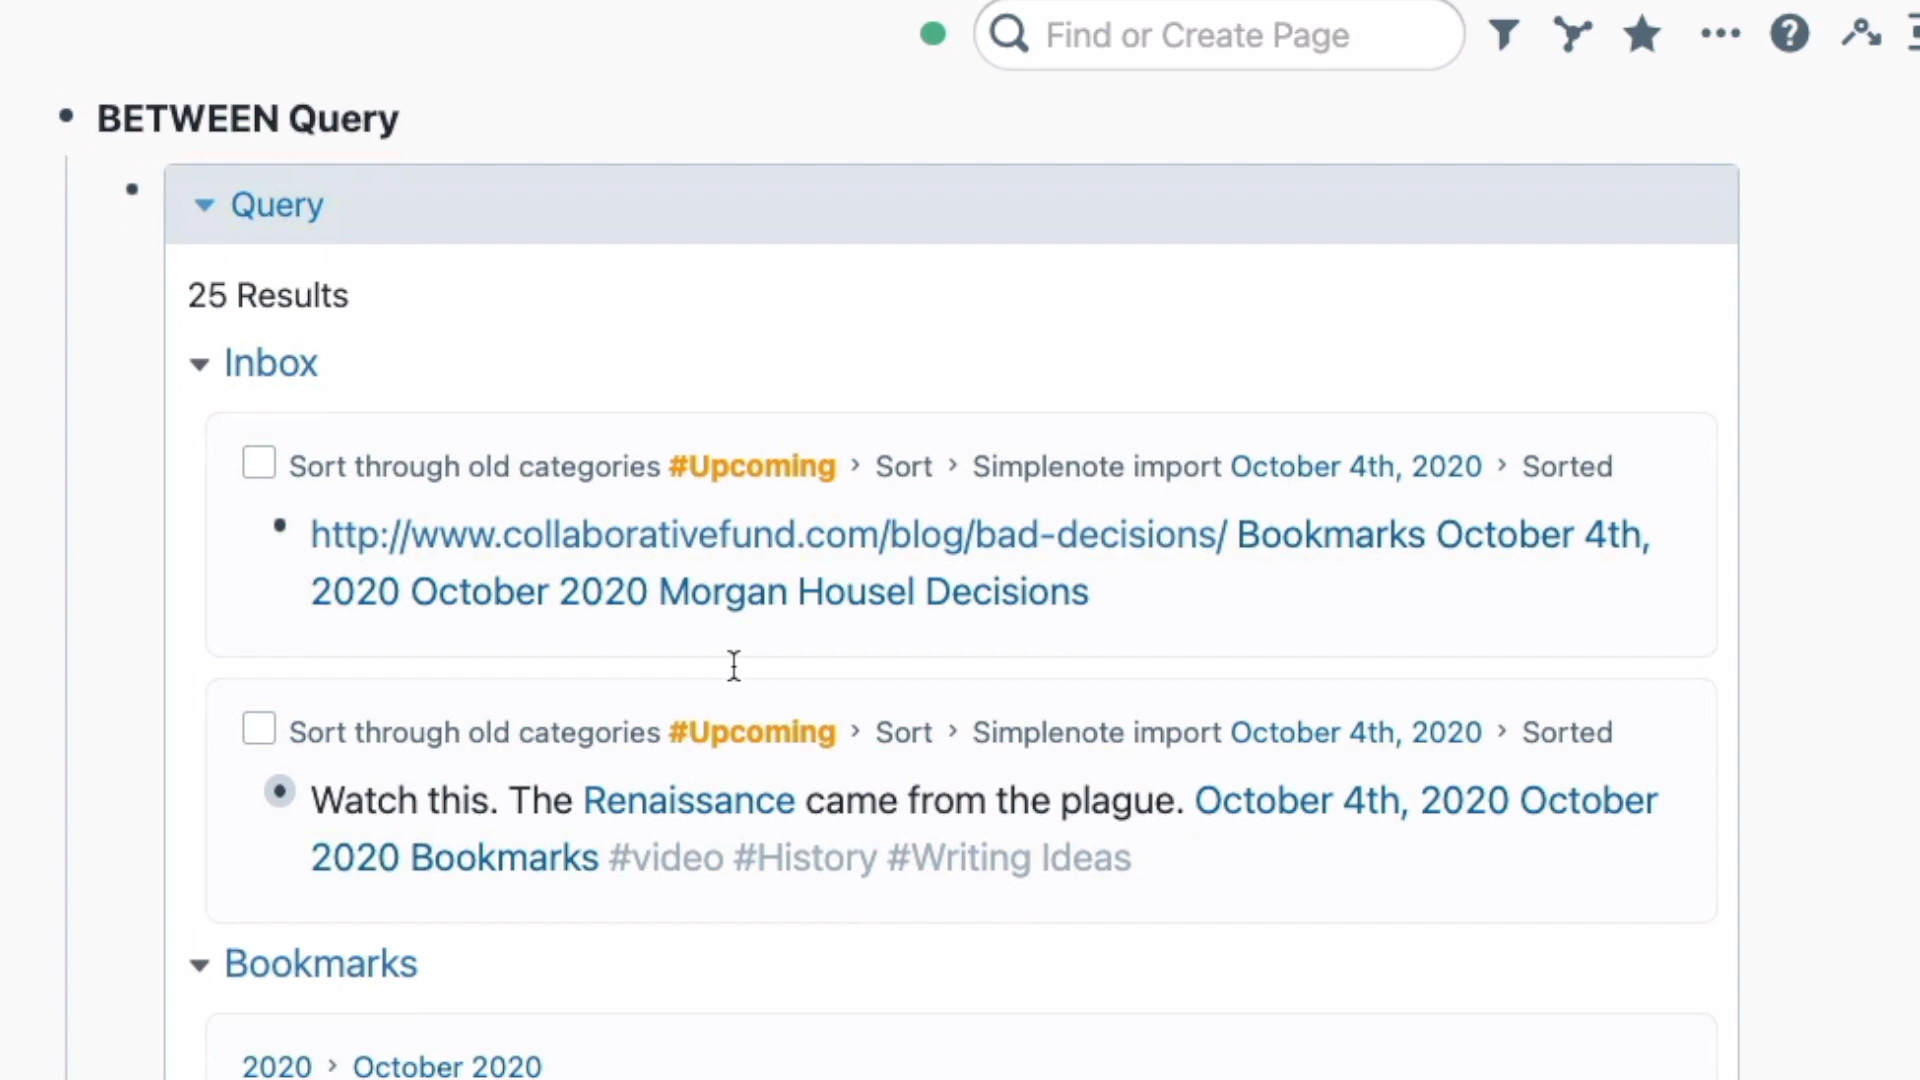 Find or Create Page
BETWEEN Query
Query
25 Results
Inbox
Sort through old categories #Upcoming › Sort › Simplenote import October 4th, 2020 › Sorted
http://www.collaborativefund.com/blog/bad-decisions/ Bookmarks October 4th,
2020 October 2020 Morgan Housel Decisions
Sort through old categories #Upcoming › Sort › Simplenote import October 4th, 2020 › Sorted
Watch this. The Renaissance came from the plague. October 4th, 2020 October
2020 Bookmarks #video #History #Writing Ideas
Bookmarks
2020 › October 2020